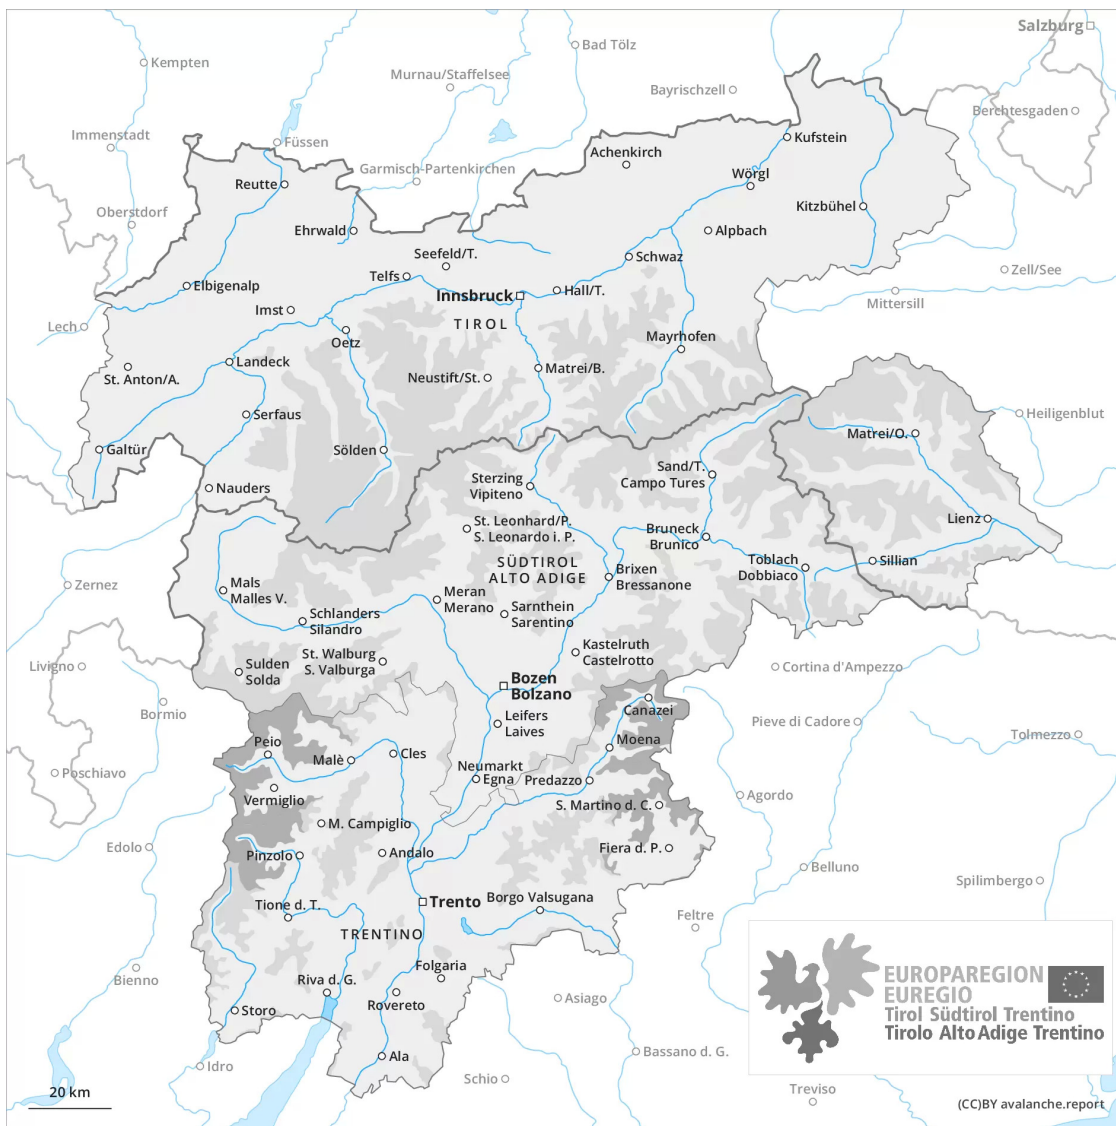 Salzburg
Bad Tölz
Kempten
Murnau/Staffelsee
Bayrischzell
Berchtesgaden
Immenstadt
Füssen
Kufstein
Achenkirch
Garmisch-Partenkirchen
Wörgl
Reutte
Oberstdorf
Kitzbühel
Ehrwald
Alpbach
Seefeld/T.
Schwaz
Telfs
Zell/See
Elbigenalp
Hall/T.
Innsbruck
Mittersill
Imst
TIROL
Lech
Oetz
Mayrhofen
Landeck
Matrei/B.
St. Anton/A.
Neustift/St.
Serfaus
Heiligenblut
Matrei/O.
Galtür
Sölden
Sand/T.
Campo Tures
Sterzing
Vipiteno
Nauders
Lienz
St. Leonhard/P.
S. Leonardo i. P.
Bruneck
Brunico
SÜDTIROL
ALTO ADIGE
Toblach
Dobbiaco
Sillian
Brixen
Bressanone
Zernez
Mals
Malles V.
Meran
Merano
Schlanders
Silandro
Sarnthein
Sarentino
Kastelruth
Castelrotto
St. Walburg
S. Valburga
Livigno
Sulden
Solda
Cortina d'Ampezzo
Bozen
Bolzano
Canazei
Bormio
Leifers
Laives
Pieve di Cadore
Tolmezzo
Peio
Moena
Cles
Malè
Poschiavo
Neumarkt
Egna
Predazzo
Vermiglio
Agordo
S. Martino d. C.
M. Campiglio
Edolo
Pinzolo
Andalo
Fiera d. P.
Belluno
Spilimbergo
Borgo Valsugana
Trento
Tione d. T.
Feltre
TRENTINO
Bienno
Folgaria
Riva d. G.
Rovereto
Asiago
Storo
EUROPAREGION
EUREGIO
Tirol Südtirol Trentino
Tirolo Alto Adige Trentino
Ala
Bassano d. G.
Idro
Schio
20 km
Treviso
(CC)BY avalanche.report